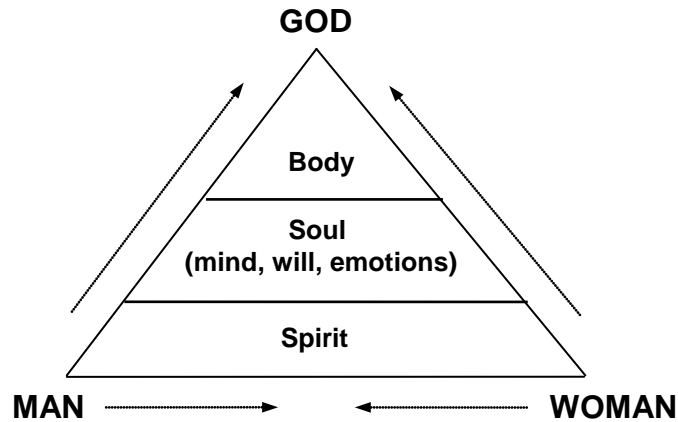 GOD
Body
Soul
(mind, will, emotions)
Spirit
MAN
WOMAN